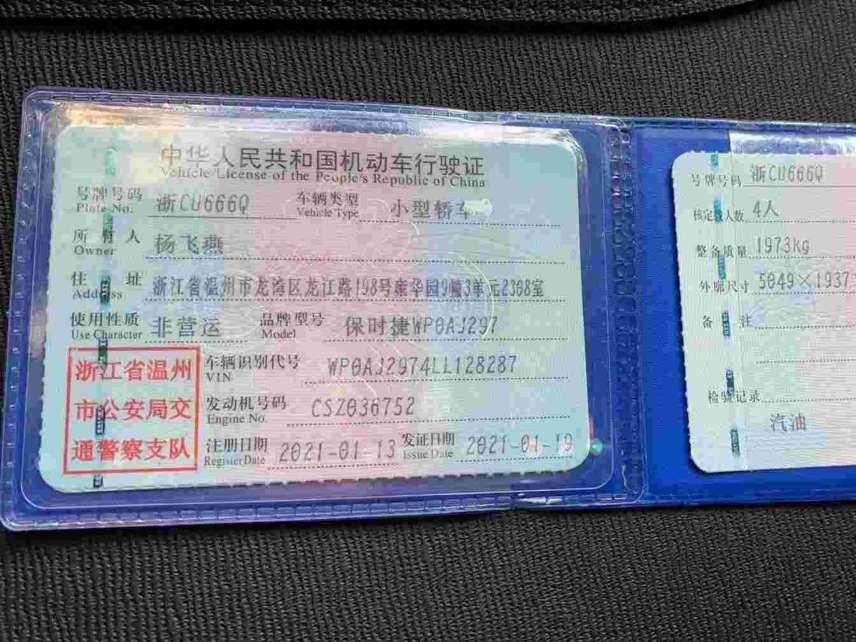 中华人民共和国机动车行驶证
Vehicle License of the People's Republic of China
号牌号码 浙CU666Q 车辆类型 小型轿车
Plate No. Vehicle Type
所有人 杨飞燕
Owner
住址 浙江省温州市龙湾区龙江路198号康华园9幢3单元2308室
Address
使用性质 非营运 品牌型号 保时捷WP0AJ297
Use Character Model
浙江省温州
市公安局交
通警察支队
车辆识别代号 WP0AJ2974LL128287
VIN
发动机号码 CSZ036752
Engine No.
注册日期 2021-01-13 发证日期 2021-01-19
Register Date Issue Date
号牌号码 浙CU666Q
核定载人数 4人
整备质量 1973kg
外廓尺寸 5049×1937
备注
检验记录
汽油